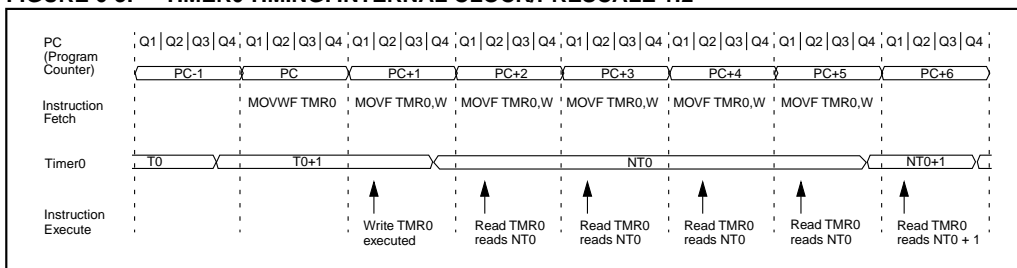 FIGURE 6-3: TIMER0 TIMING: INTERNAL CLOCK/PRESCALE 1:2
PC
(Program
Counter)
Q1 Q2 Q3 Q4 Q1 Q2 Q3 Q4 Q1 Q2 Q3 Q4 Q1 Q2 Q3 Q4 Q1 Q2 Q3 Q4 Q1 Q2 Q3 Q4 Q1 Q2 Q3 Q4 Q1 Q2 Q3 Q4
PC-1 PC PC+1 PC+2 PC+3 PC+4 PC+5 PC+6
Instruction
Fetch
MOVWF TMR0 MOVF TMR0,W MOVF TMR0,W MOVF TMR0,W MOVF TMR0,W MOVF TMR0,W
Timer0
T0 T0+1 NT0 NT0+1
Instruction
Execute
Write TMR0
executed
Read TMR0
reads NT0
Read TMR0
reads NT0
Read TMR0
reads NT0
Read TMR0
reads NT0
Read TMR0
reads NT0 + 1